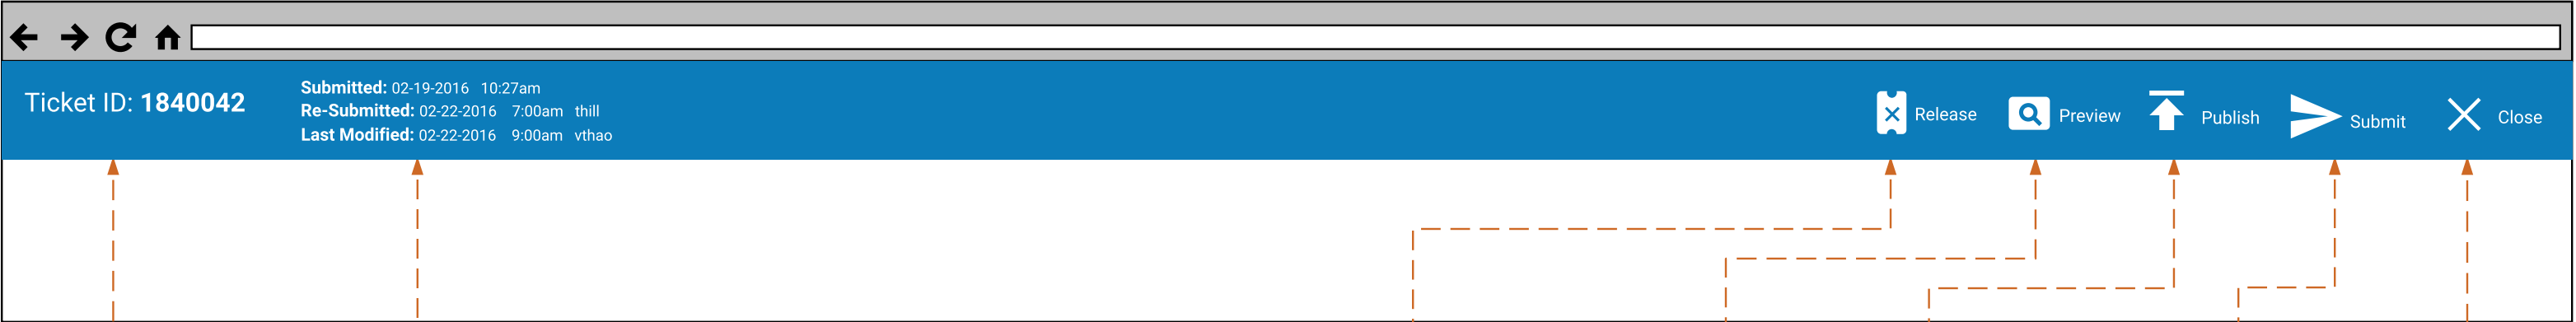 Ticket ID: 1840042
Submitted: 02-19-2016 10:27am
Re-Submitted: 02-22-2016 7:00am thill
Last Modified: 02-22-2016 9:00am vthao
Release Preview Publish Submit Close